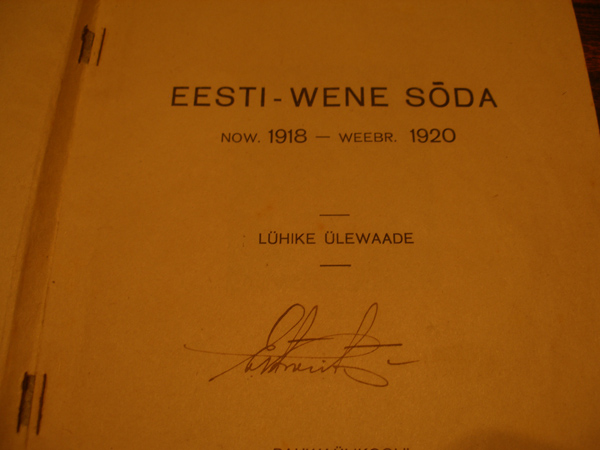 EESTI - WENE SÕDA
NOW. 1918 — WEEBR. 1920
LÜHIKE ÜLEWAADE